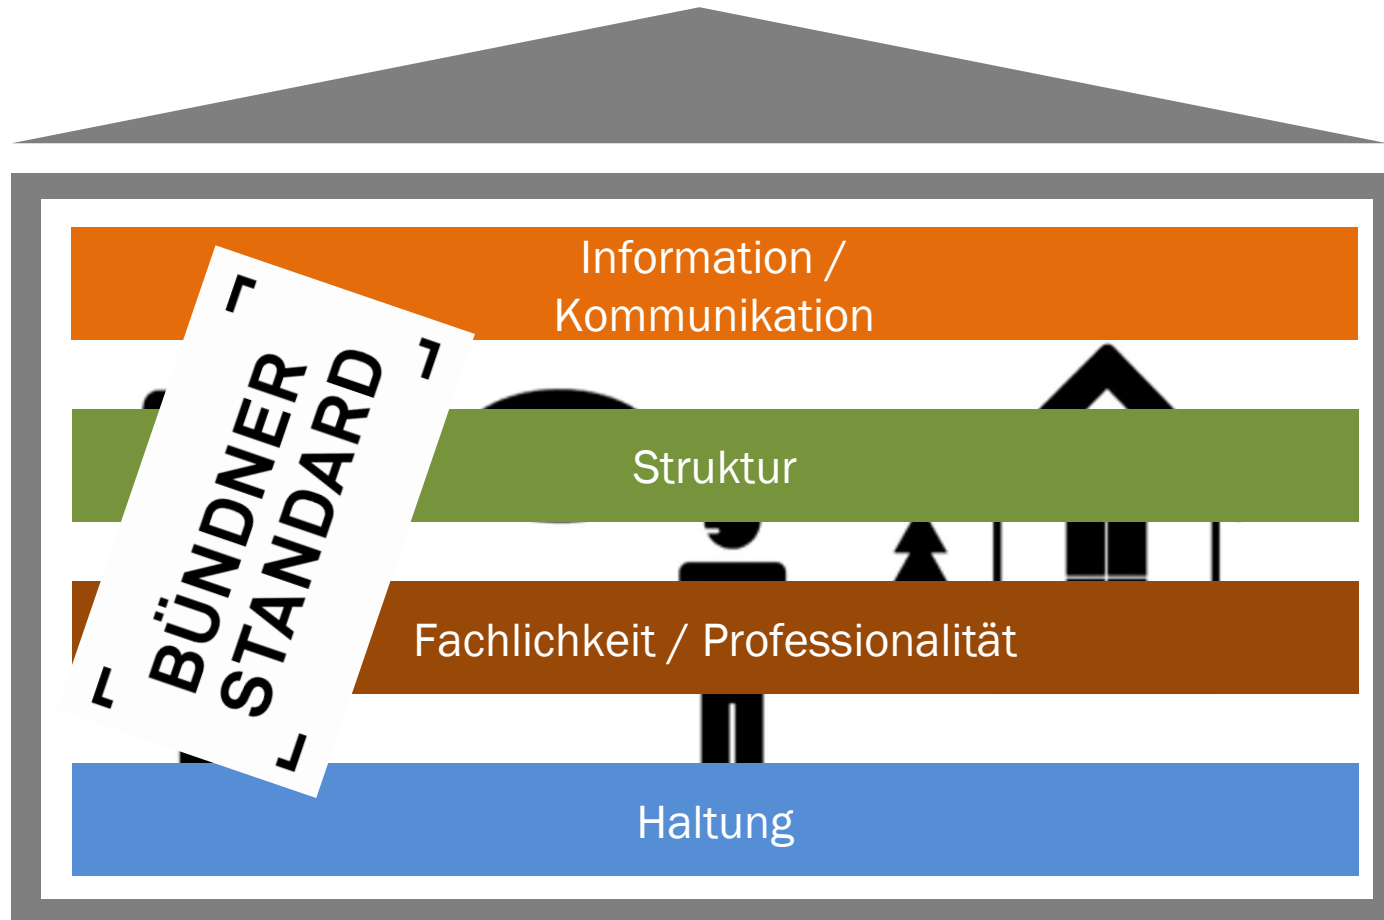 Information /
Kommunikation
BÜNDNER
STANDARD
Struktur
Fachlichkeit / Professionalität
Haltung